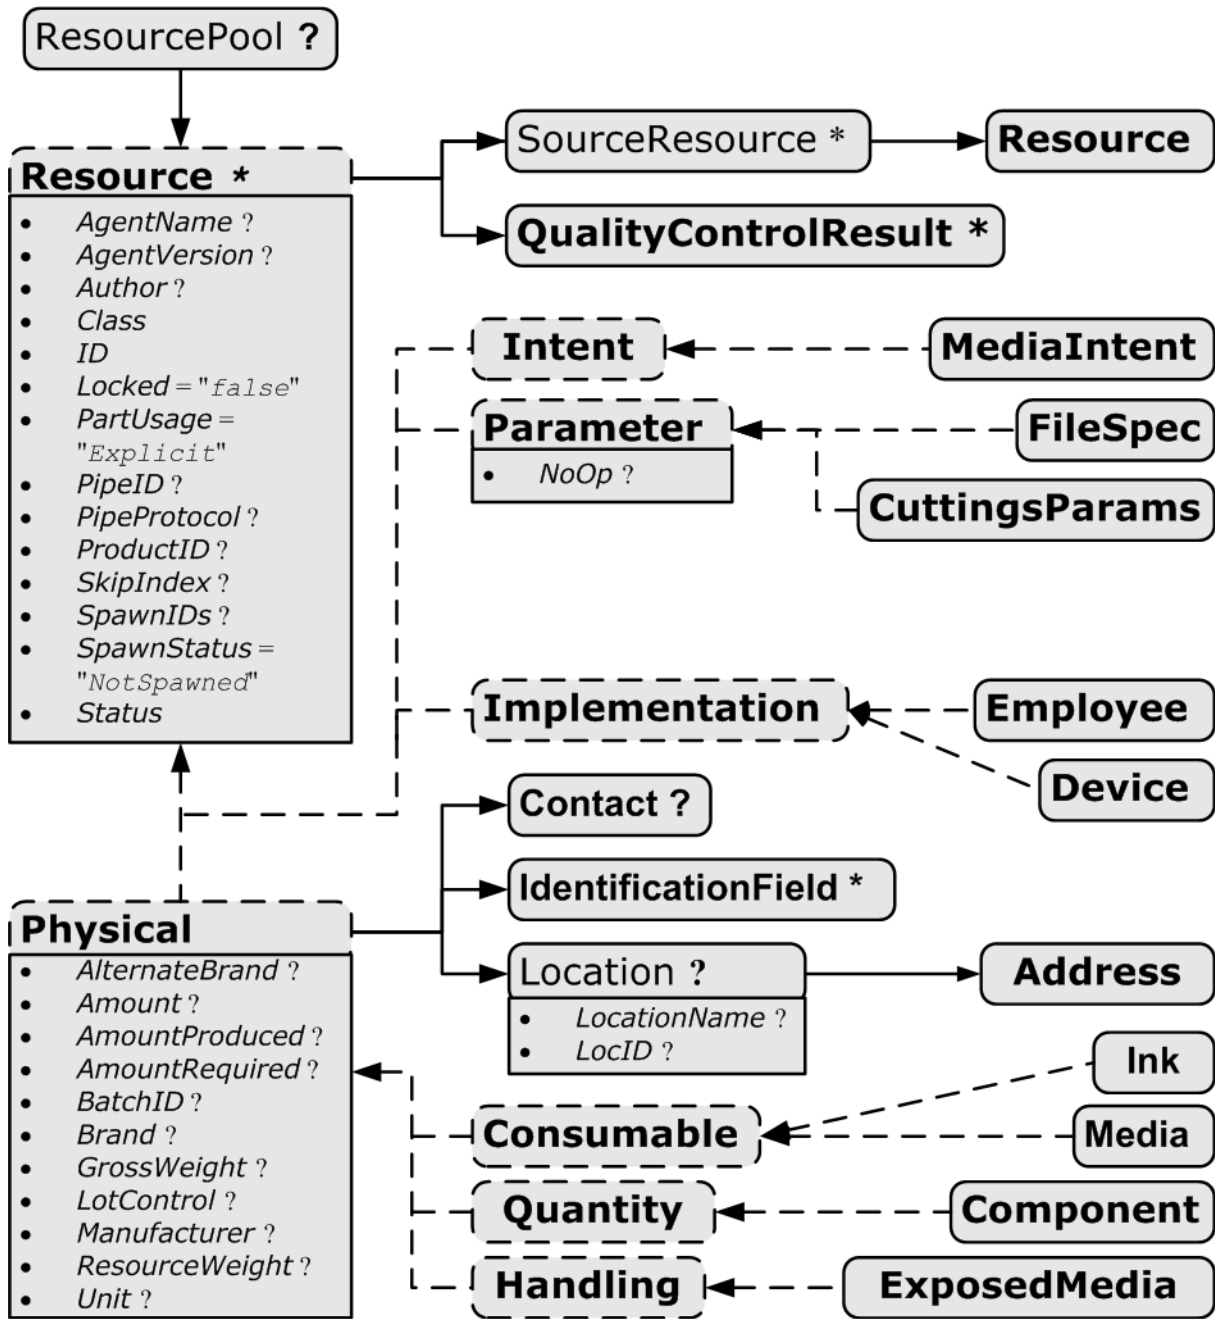 ResourcePool ?
Resource *
• AgentName ?
• AgentVersion ?
• Author ?
• Class
• ID
• Locked = "false"
• PartUsage =
"Explicit"
• PipeID ?
• PipeProtocol ?
• ProductID ?
• SkipIndex ?
• SpawnIDs ?
• SpawnStatus =
"NotSpawned"
• Status
SourceResource *
Resource
QualityControlResult *
Intent
MediaIntent
Parameter
• NoOp ?
FileSpec
CuttingsParams
Implementation
Employee
Device
Physical
• AlternateBrand ?
• Amount ?
• AmountProduced ?
• AmountRequired ?
• BatchID ?
• Brand ?
• GrossWeight ?
• LotControl ?
• Manufacturer ?
• ResourceWeight ?
• Unit ?
Contact ?
IdentificationField *
Location ?
• LocationName ?
• LocID ?
Address
Consumable
Ink
Media
Quantity
Component
Handling
ExposedMedia